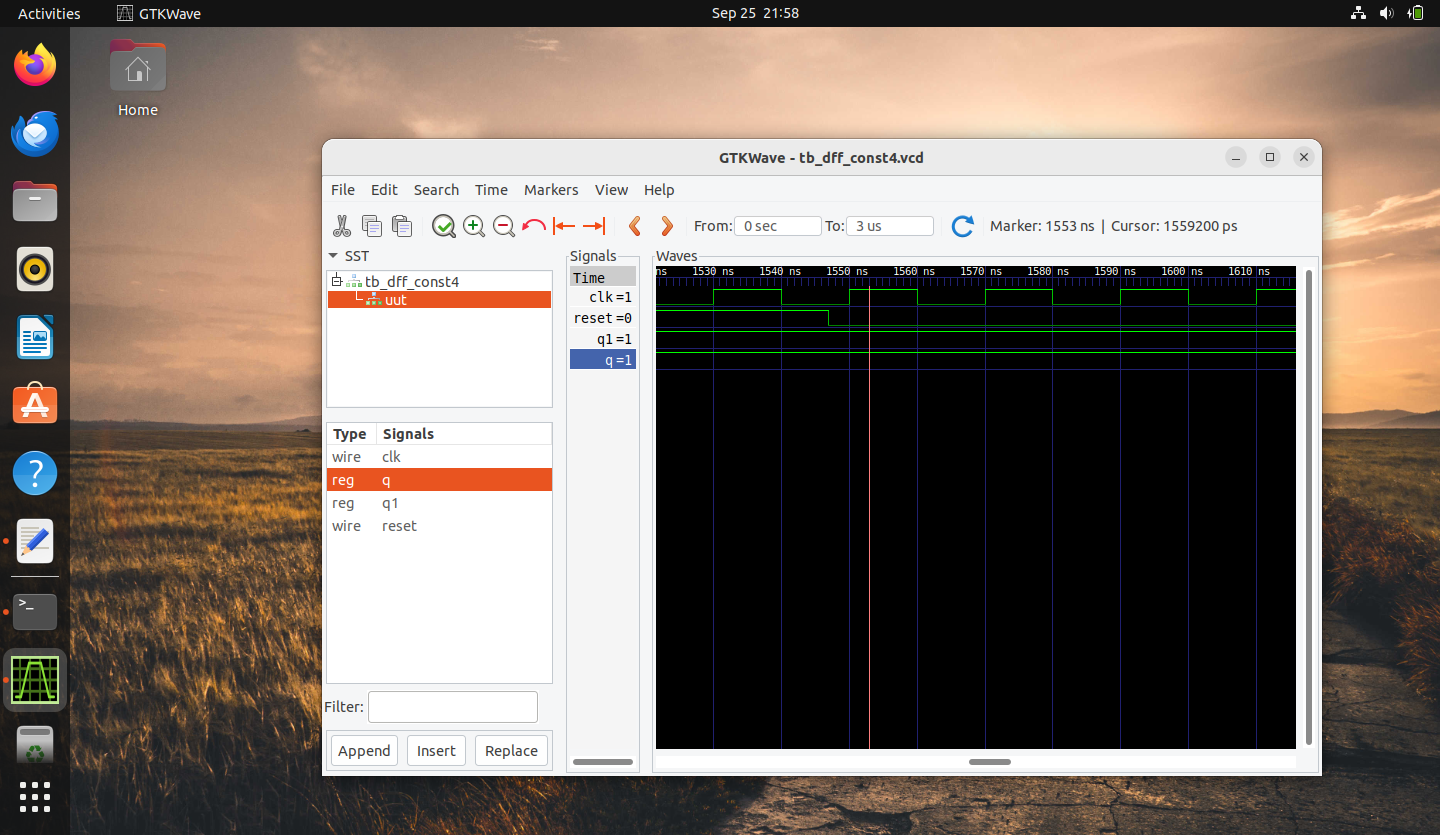 Activities GTKWave Sep 25 21:58
Home
GTKWave - tb_dff_const4.vcd
File Edit Search Time Markers View Help
From: 0 sec To: 3 us Marker: 1553 ns | Cursor: 1559200 ps
SST
tb_dff_const4
uut
Type Signals
wire clk
reg q
reg q1
wire reset
Filter:
Append Insert Replace
Signals
Time
clk =1
reset =0
q1 =1
q =1
Waves
ns 1530 ns 1540 ns 1550 ns 1560 ns 1570 ns 1580 ns 1590 ns 1600 ns 1610 ns